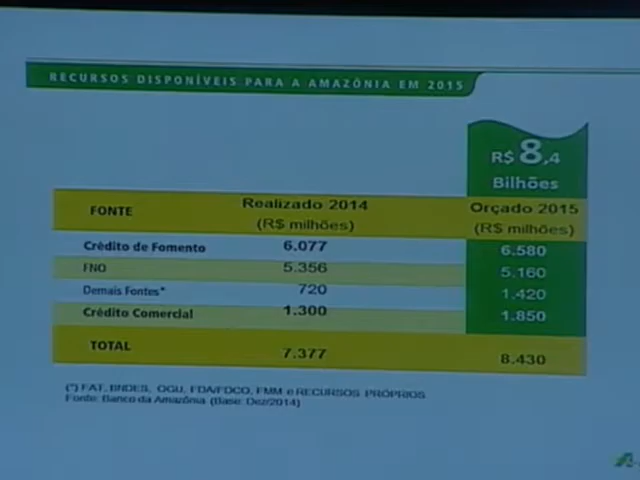 RECURSOS DISPONÍVEIS PARA A AMAZÔNIA EM 2015
R$ 8,4
Bilhões
FONTE Realizado 2014 (R$ milhões) Orçado 2015 (R$ milhões)
Crédito de Fomento 6.077 6.580
FNO 5.356 5.160
Demais Fontes* 720 1.420
Crédito Comercial 1.300 1.850
TOTAL 7.377 8.430
(*) FAT, BNDES, OGU, FDA/FDCO, FMM e RECURSOS PRÓPRIOS
Fonte: Banco da Amazônia (Base: Dez/2014)